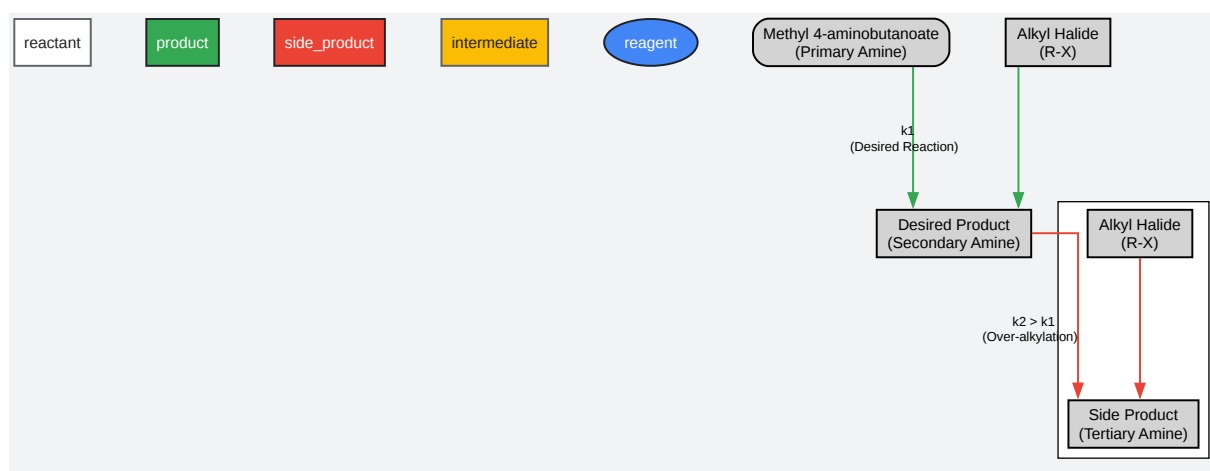 reactant
product
side_product
intermediate
reagent
Methyl 4-aminobutanoate
(Primary Amine)
Alkyl Halide
(R-X)
k1
(Desired Reaction)
Desired Product
(Secondary Amine)
Alkyl Halide
(R-X)
k2 > k1
(Over-alkylation)
Side Product
(Tertiary Amine)